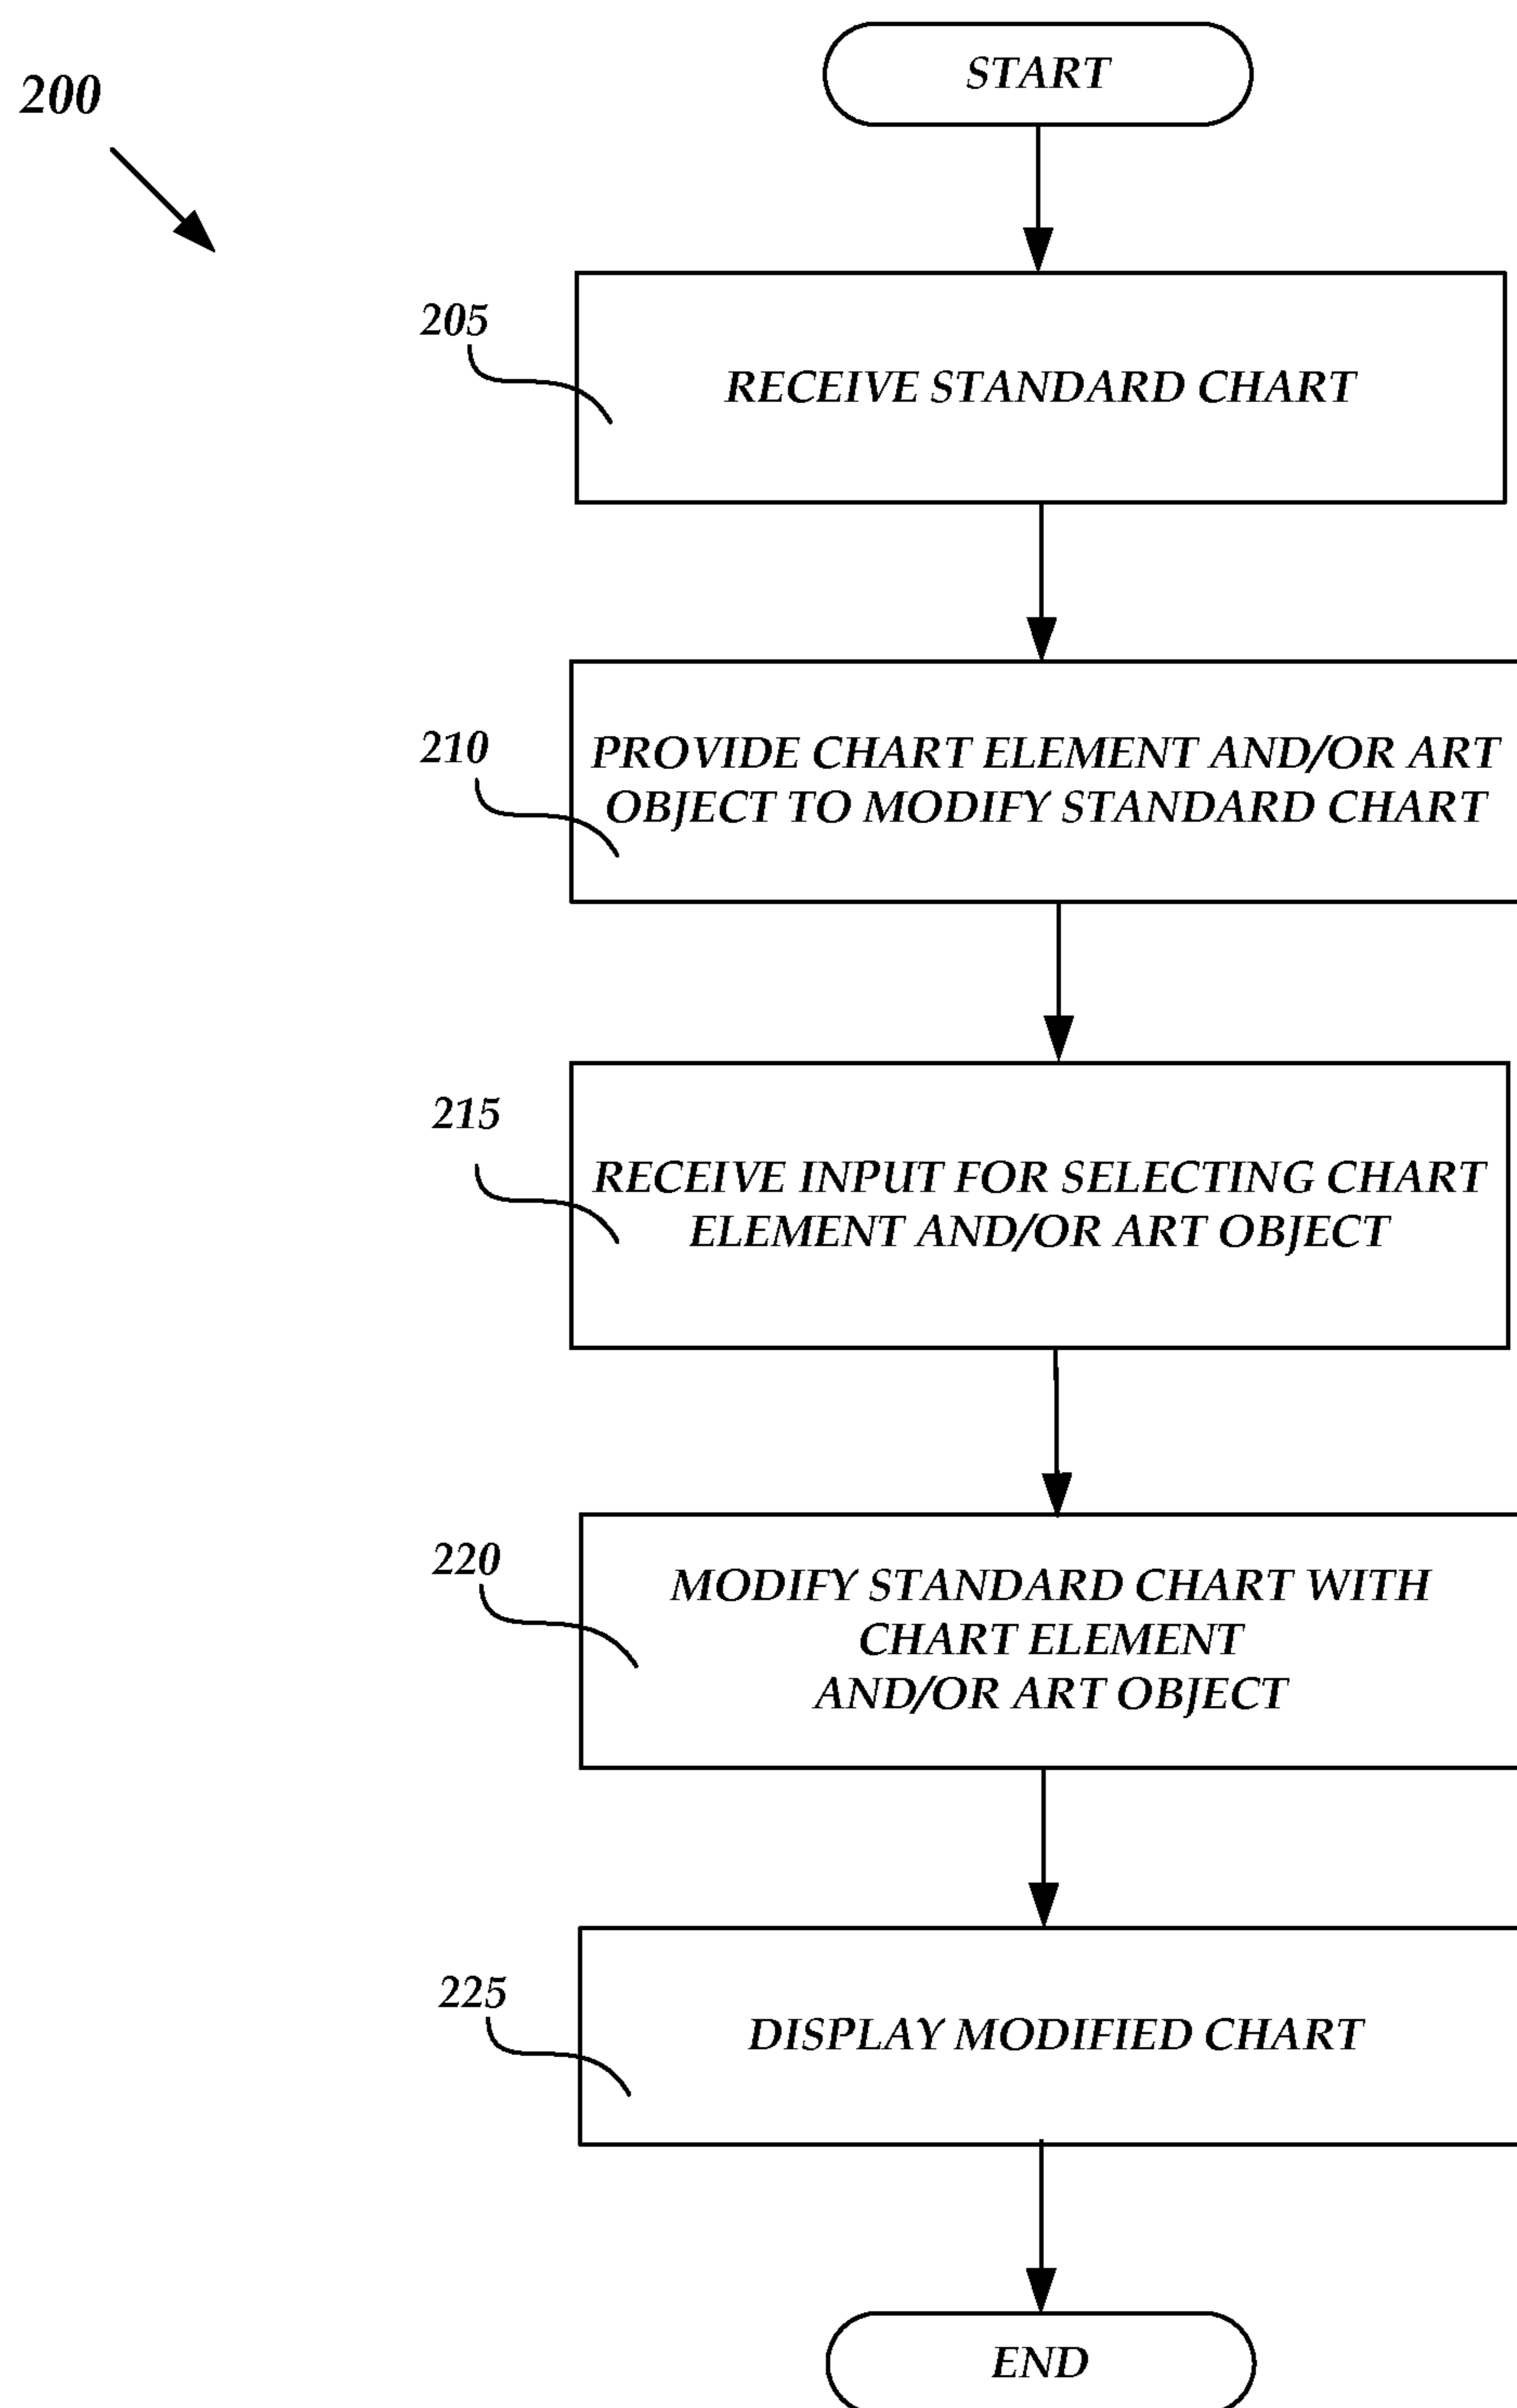 200
START
205
RECEIVE STANDARD CHART
210
PROVIDE CHART ELEMENT AND/OR ART
OBJECT TO MODIFY STANDARD CHART
215
RECEIVE INPUT FOR SELECTING CHART
ELEMENT AND/OR ART OBJECT
220
MODIFY STANDARD CHART WITH
CHART ELEMENT
AND/OR ART OBJECT
225
DISPLAY MODIFIED CHART
END